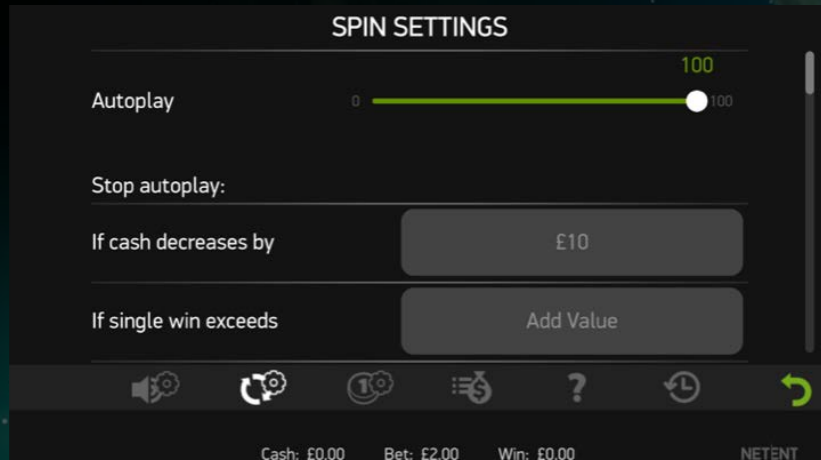 SPIN SETTINGS
100
Autoplay 0 100
Stop autoplay:
If cash decreases by £10
If single win exceeds Add Value
1 ?
Cash: £0.00 Bet: £2.00 Win: £0.00 NETENT